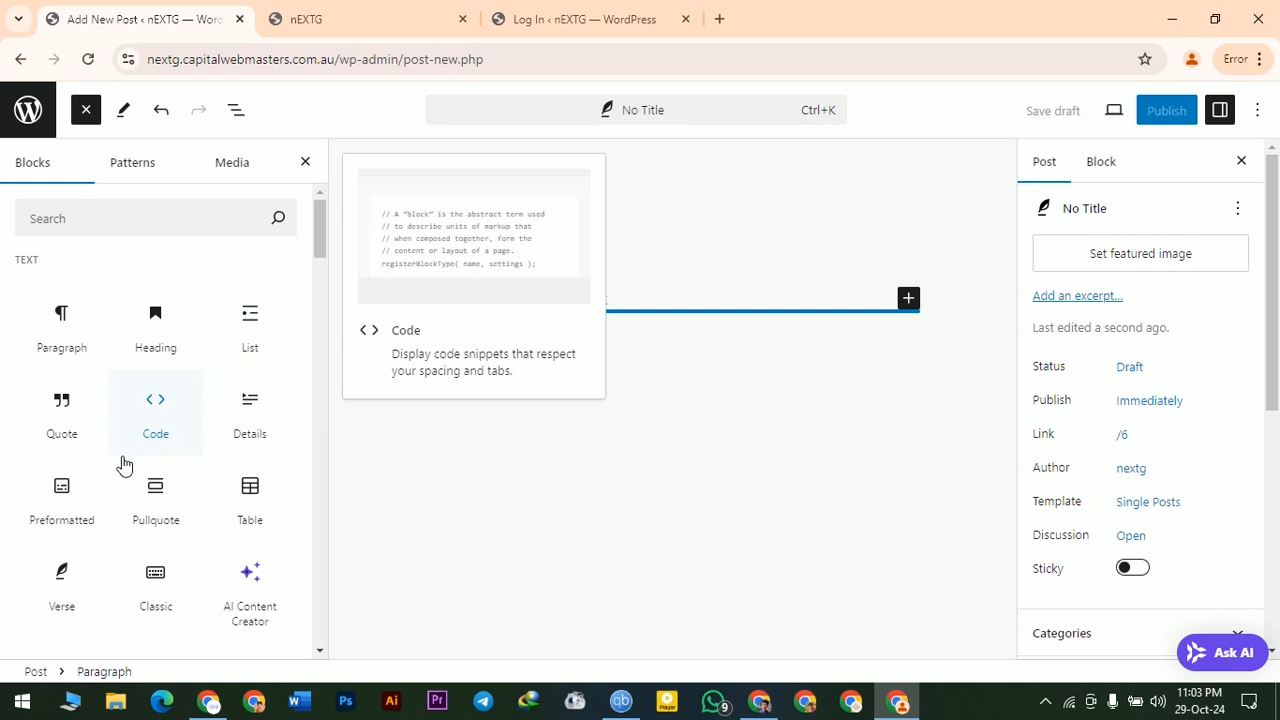 Add New Post ‹ nEXTG — Word
nEXTG
Log In ‹ nEXTG — WordPress
nextg.capitalwebmasters.com.au/wp-admin/post-new.php
Error
No Title
Ctrl+K
Save draft
Publish
Blocks
Patterns
Media
Post
Block
Search
TEXT
Paragraph
Heading
List
Quote
Code
Details
Preformatted
Pullquote
Table
Verse
Classic
AI Content
Creator
// A “block” is the abstract term used
// to describe units of markup that
// when composed together, form the
// content or layout of a page.
registerBlockType( name, settings );
Code
Display code snippets that respect
your spacing and tabs.
No Title
Set featured image
Add an excerpt...
Last edited a second ago.
Status
Draft
Publish
Immediately
Link
/6
Author
nextg
Template
Single Posts
Discussion
Open
Sticky
Categories
Ask AI
Post
Paragraph
9
11:03 PM
29-Oct-24